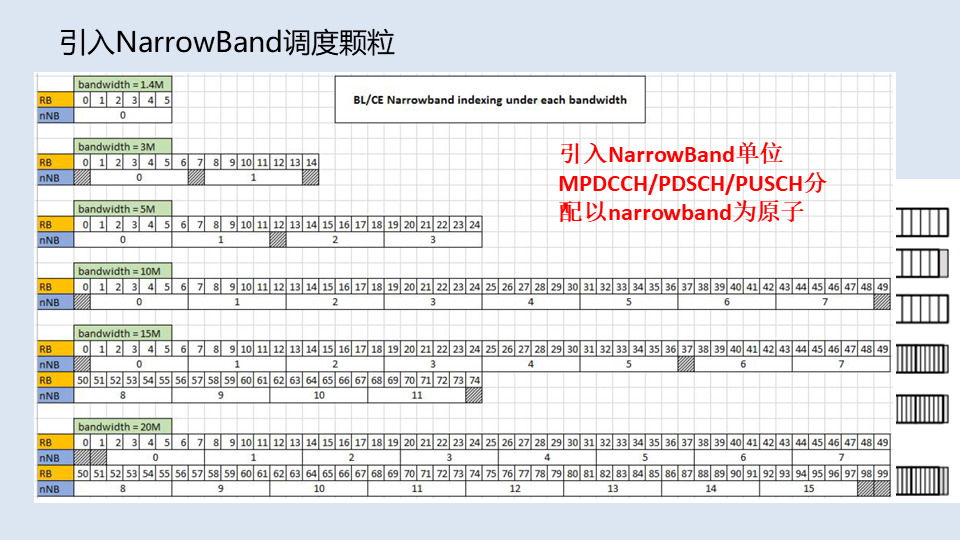 引入NarrowBand调度颗粒
bandwidth = 1.4M
BL/CE Narrowband indexing under each bandwidth
RB 0 1 2 3 4 5
nNB 0
引入NarrowBand单位
MPDCCH/PDSCH/PUSCH分
配以narrowband为原子
bandwidth = 3M
RB 0 1 2 3 4 5 6 7 8 9 10 11 12 13 14
nNB 0 1
bandwidth = 5M
RB 0 1 2 3 4 5 6 7 8 9 10 11 12 13 14 15 16 17 18 19 20 21 22 23 24
nNB 0 1 2 3
bandwidth = 10M
RB 0 1 2 3 4 5 6 7 8 9 10 11 12 13 14 15 16 17 18 19 20 21 22 23 24 25 26 27 28 29 30 31 32 33 34 35 36 37 38 39 40 41 42 43 44 45 46 47 48 49
nNB 0 1 2 3 4 5 6 7
bandwidth = 15M
RB 0 1 2 3 4 5 6 7 8 9 10 11 12 13 14 15 16 17 18 19 20 21 22 23 24 25 26 27 28 29 30 31 32 33 34 35 36 37 38 39 40 41 42 43 44 45 46 47 48 49
nNB 0 1 2 3 4 5 6 7
RB 50 51 52 53 54 55 56 57 58 59 60 61 62 63 64 65 66 67 68 69 70 71 72 73 74
nNB 8 9 10 11
bandwidth = 20M
RB 0 1 2 3 4 5 6 7 8 9 10 11 12 13 14 15 16 17 18 19 20 21 22 23 24 25 26 27 28 29 30 31 32 33 34 35 36 37 38 39 40 41 42 43 44 45 46 47 48 49
nNB 0 1 2 3 4 5 6 7
RB 50 51 52 53 54 55 56 57 58 59 60 61 62 63 64 65 66 67 68 69 70 71 72 73 74 75 76 77 78 79 80 81 82 83 84 85 86 87 88 89 90 91 92 93 94 95 96 97 98 99
nNB 8 9 10 11 12 13 14 15